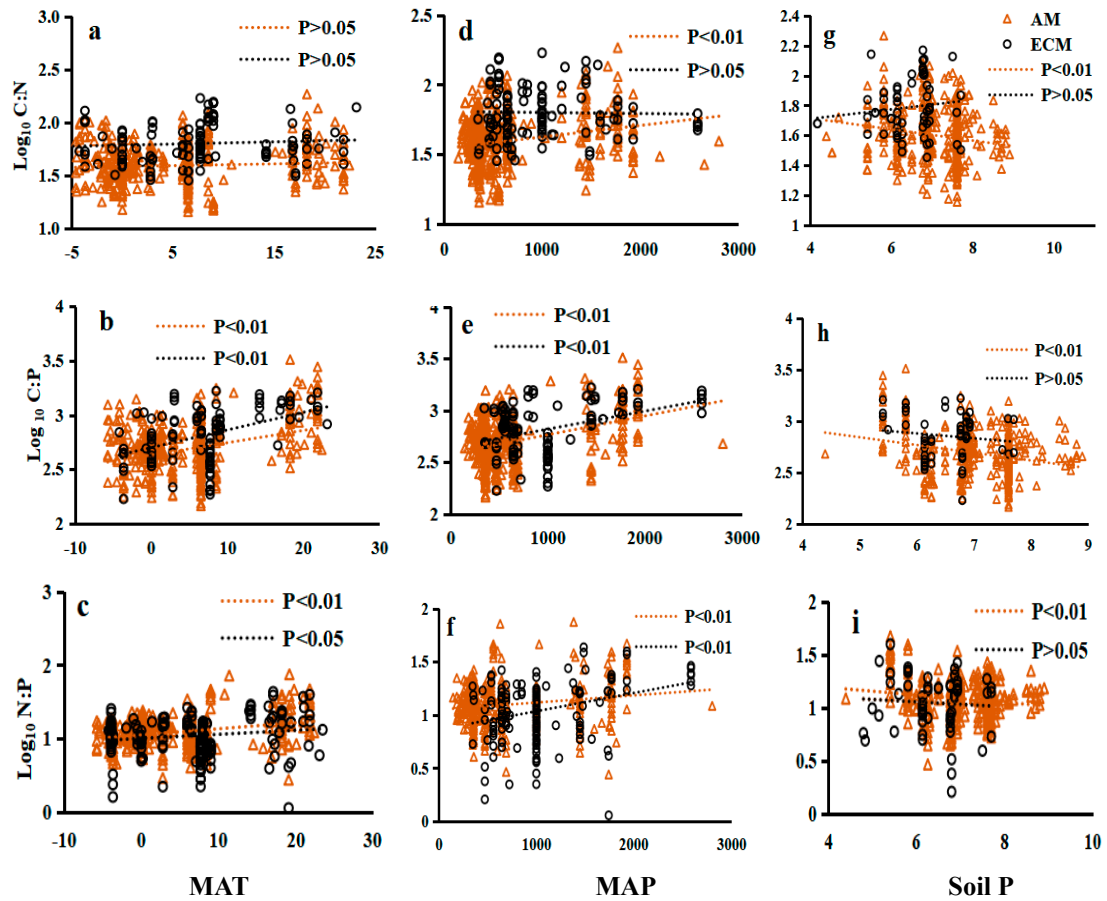 a
P>0.05
P>0.05
Log10 C:N
3.0
2.5
2.0
1.5
1.0
-5 5 15 25
d
P<0.01
P>0.05
2.5
2
1.5
1
0 1000 2000 3000
g
AM
ECM
P<0.01
P>0.05
2.4
2.2
2
1.8
1.6
1.4
1.2
1
4 6 8 10
b
P<0.01
P<0.01
Log 10 C:P
4
3.5
3
2.5
2
-10 0 10 20 30
e
P<0.01
P<0.01
4
3.5
3
2.5
2
0 1000 2000 3000
h
P<0.01
P>0.05
4
3.5
3
2.5
2
4 5 6 7 8 9
c
P<0.01
P<0.05
Log10 N:P
3
2
1
0
-10 0 10 20 30
f
P<0.01
P<0.01
2
1.5
1
0.5
0
0 1000 2000 3000
i
P<0.01
P>0.05
2
1.5
1
0.5
0
4 6 8 10
MAT
MAP
Soil P